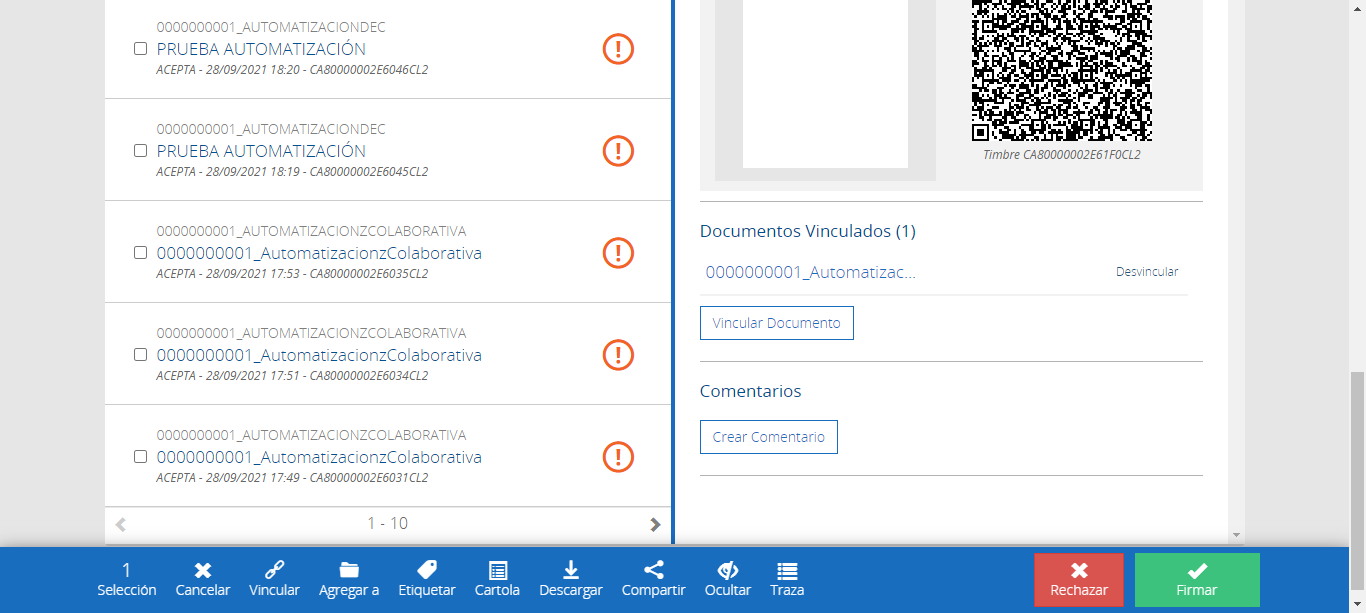 0000000001_AUTOMATIZACIONDEC
PRUEBA AUTOMATIZACIÓN
ACEPTA - 28/09/2021 18:20 - CA80000002E6046CL2
0000000001_AUTOMATIZACIONDEC
PRUEBA AUTOMATIZACIÓN
ACEPTA - 28/09/2021 18:19 - CA80000002E6045CL2
0000000001_AUTOMATIZACIONZCOLABORATIVA
0000000001_AutomatizacionzColaborativa
ACEPTA - 28/09/2021 17:53 - CA80000002E6035CL2
0000000001_AUTOMATIZACIONZCOLABORATIVA
0000000001_AutomatizacionzColaborativa
ACEPTA - 28/09/2021 17:51 - CA80000002E6034CL2
0000000001_AUTOMATIZACIONZCOLABORATIVA
0000000001_AutomatizacionzColaborativa
ACEPTA - 28/09/2021 17:49 - CA80000002E6031CL2
1 - 10
Timbre CA80000002E61F0CL2
Documentos Vinculados (1)
0000000001_Automatizac... Desvincular
Vincular Documento
Comentarios
Crear Comentario
1
Selección Cancelar Vincular Agregar a Etiquetar Cartola Descargar Compartir Ocultar Traza Rechazar Firmar